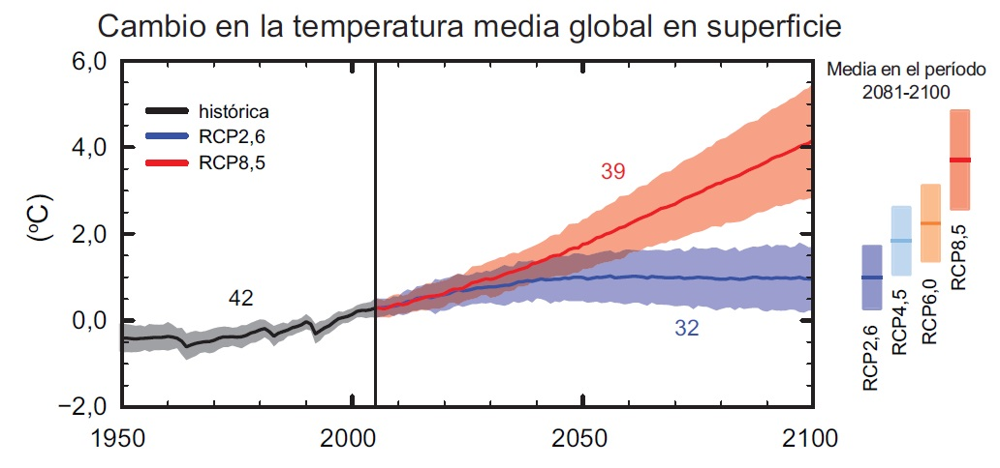 Cambio en la temperatura media global en superficie
6,0
4,0
2,0
0,0
−2,0
(ºC)
histórica
RCP2,6
RCP8,5
42
39
32
1950
2000
2050
2100
Media en el período
2081-2100
RCP2,6
RCP4,5
RCP6,0
RCP8,5